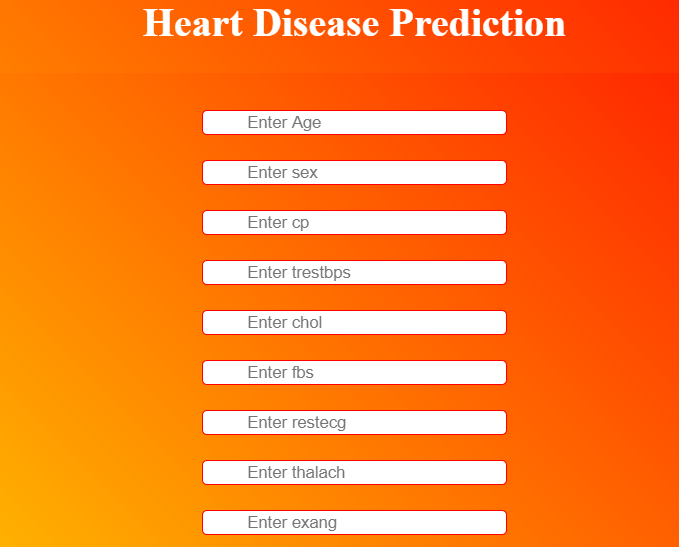 Heart Disease Prediction
Enter Age
Enter sex
Enter cp
Enter trestbps
Enter chol
Enter fbs
Enter restecg
Enter thalach
Enter exang